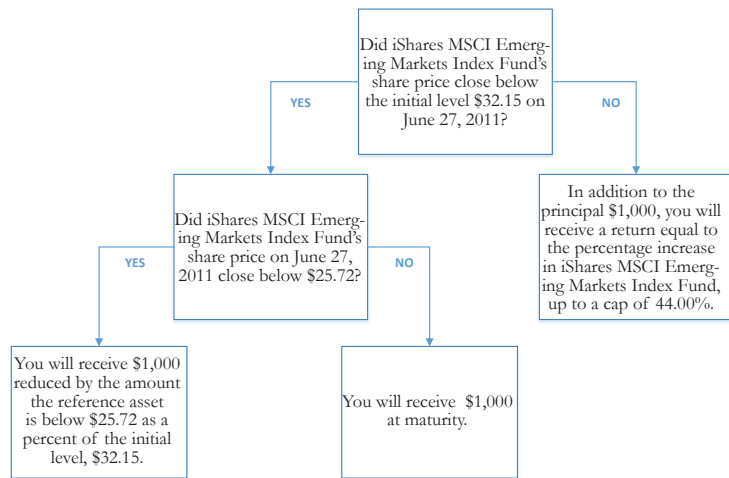 Did iShares MSCI Emerg-
ing Markets Index Fund's
share price close below
the initial level $32.15 on
June 27, 2011?
YES
NO
Did iShares MSCI Emerg-
ing Markets Index Fund's
share price on June 27,
2011 close below $25.72?
In addition to the
principal $1,000, you will
receive a return equal to
the percentage increase
in iShares MSCI Emerg-
ing Markets Index Fund,
up to a cap of 44.00%.
YES
NO
You will receive $1,000
reduced by the amount
the reference asset
is below $25.72 as a
percent of the initial
level, $32.15.
You will receive $1,000
at maturity.